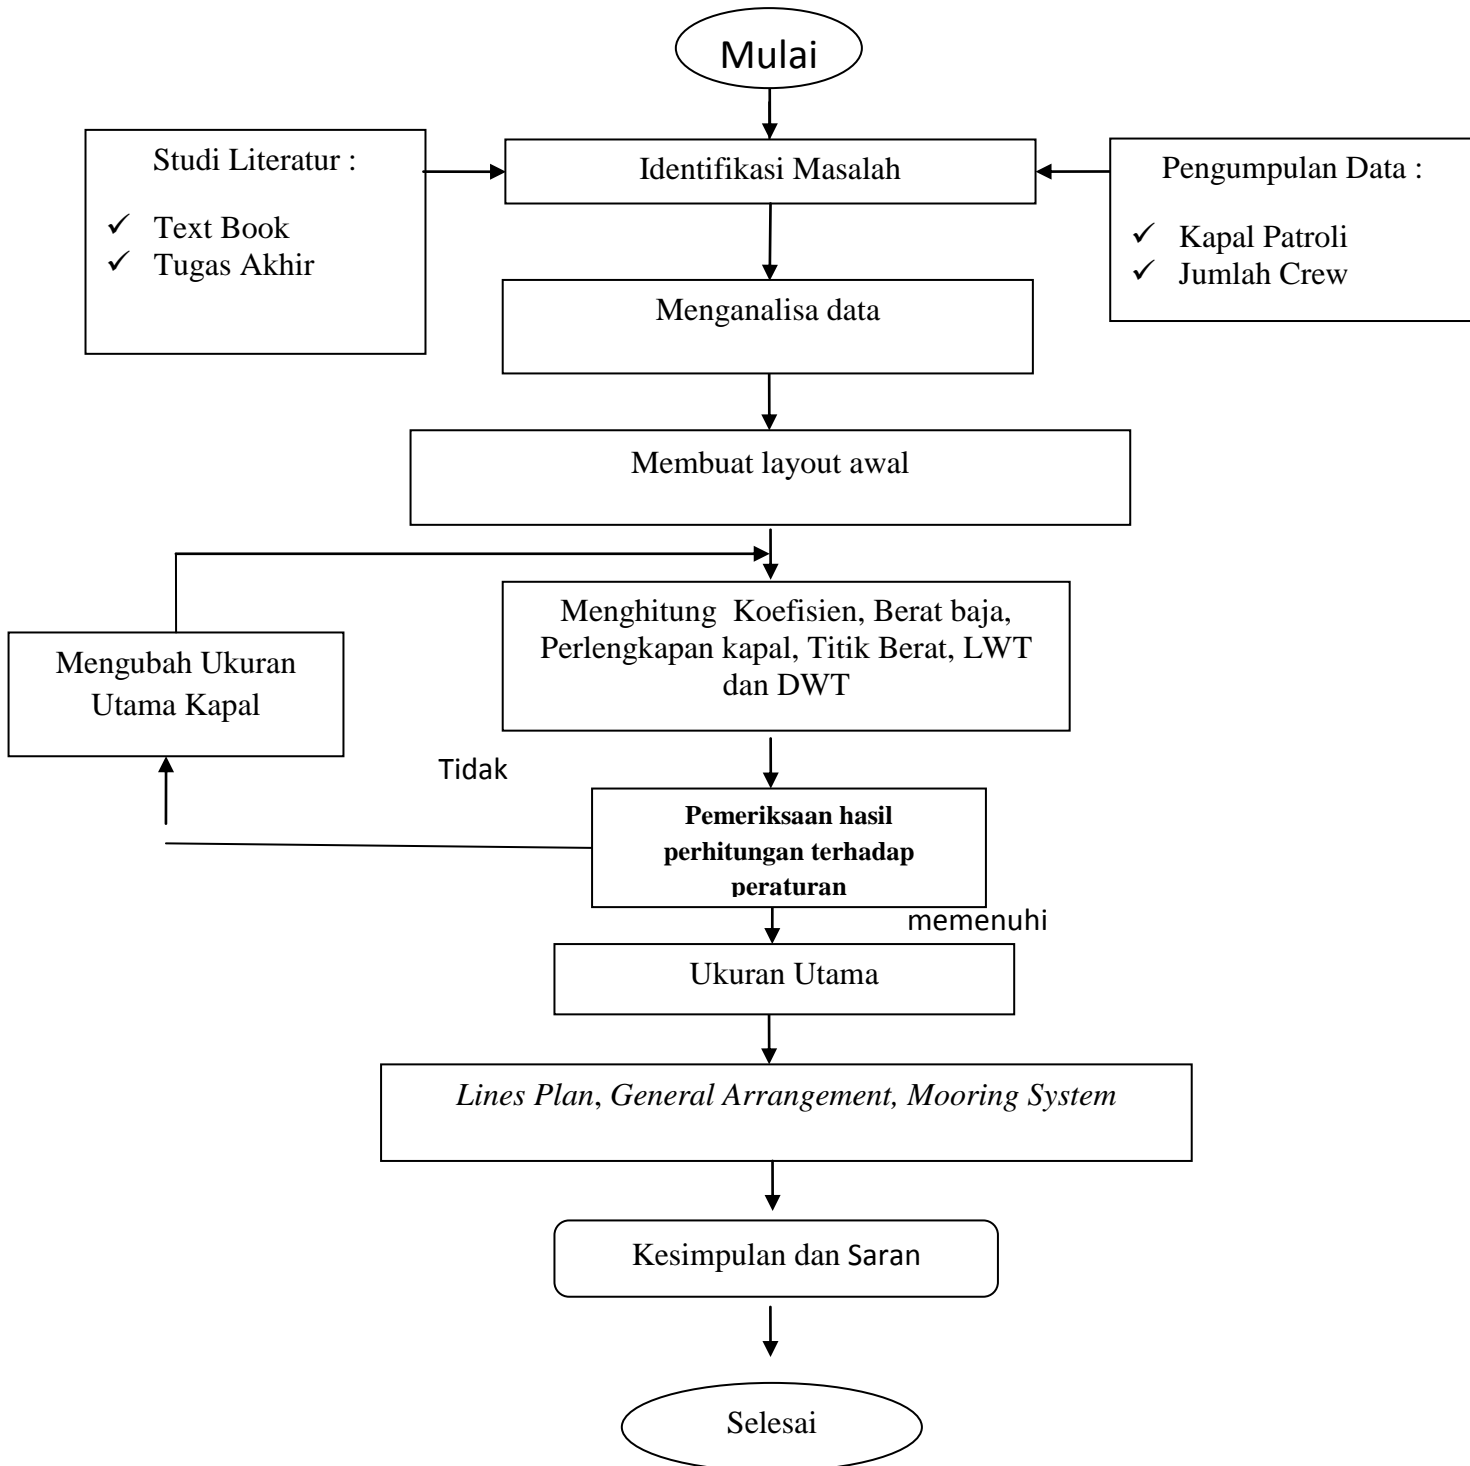 Mulai
Studi Literatur :
✓ Text Book
✓ Tugas Akhir
Identifikasi Masalah
Pengumpulan Data :
✓ Kapal Patroli
✓ Jumlah Crew
Menganalisa data
Membuat layout awal
Menghitung Koefisien, Berat baja,
Perlengkapan kapal, Titik Berat, LWT
dan DWT
Mengubah Ukuran
Utama Kapal
Tidak
Pemeriksaan hasil
perhitungan terhadap
peraturan
memenuhi
Ukuran Utama
Lines Plan, General Arrangement, Mooring System
Kesimpulan dan Saran
Selesai